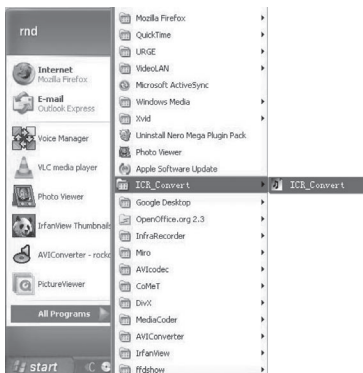 rnd
Internet
Mozilla Firefox
E-mail
Outlook Express
Voice Manager
VLC media player
Photo Viewer
IrfanView Thumbnails
AVIConverter - rockc
PictureViewer
All Programs
start
Mozilla Firefox
QuickTime
URGE
VideoLAN
Microsoft ActiveSync
Windows Media
Xvid
Uninstall Nero Mega Plugin Pack
Photo Viewer
Apple Software Update
ICR_Convert
Google Desktop
OpenOffice.org 2.3
InfraRecorder
Miro
AVIcodec
CoMeT
DivX
MediaCoder
AVIConverter
IrfanView
ffdshow
ICR_Convert